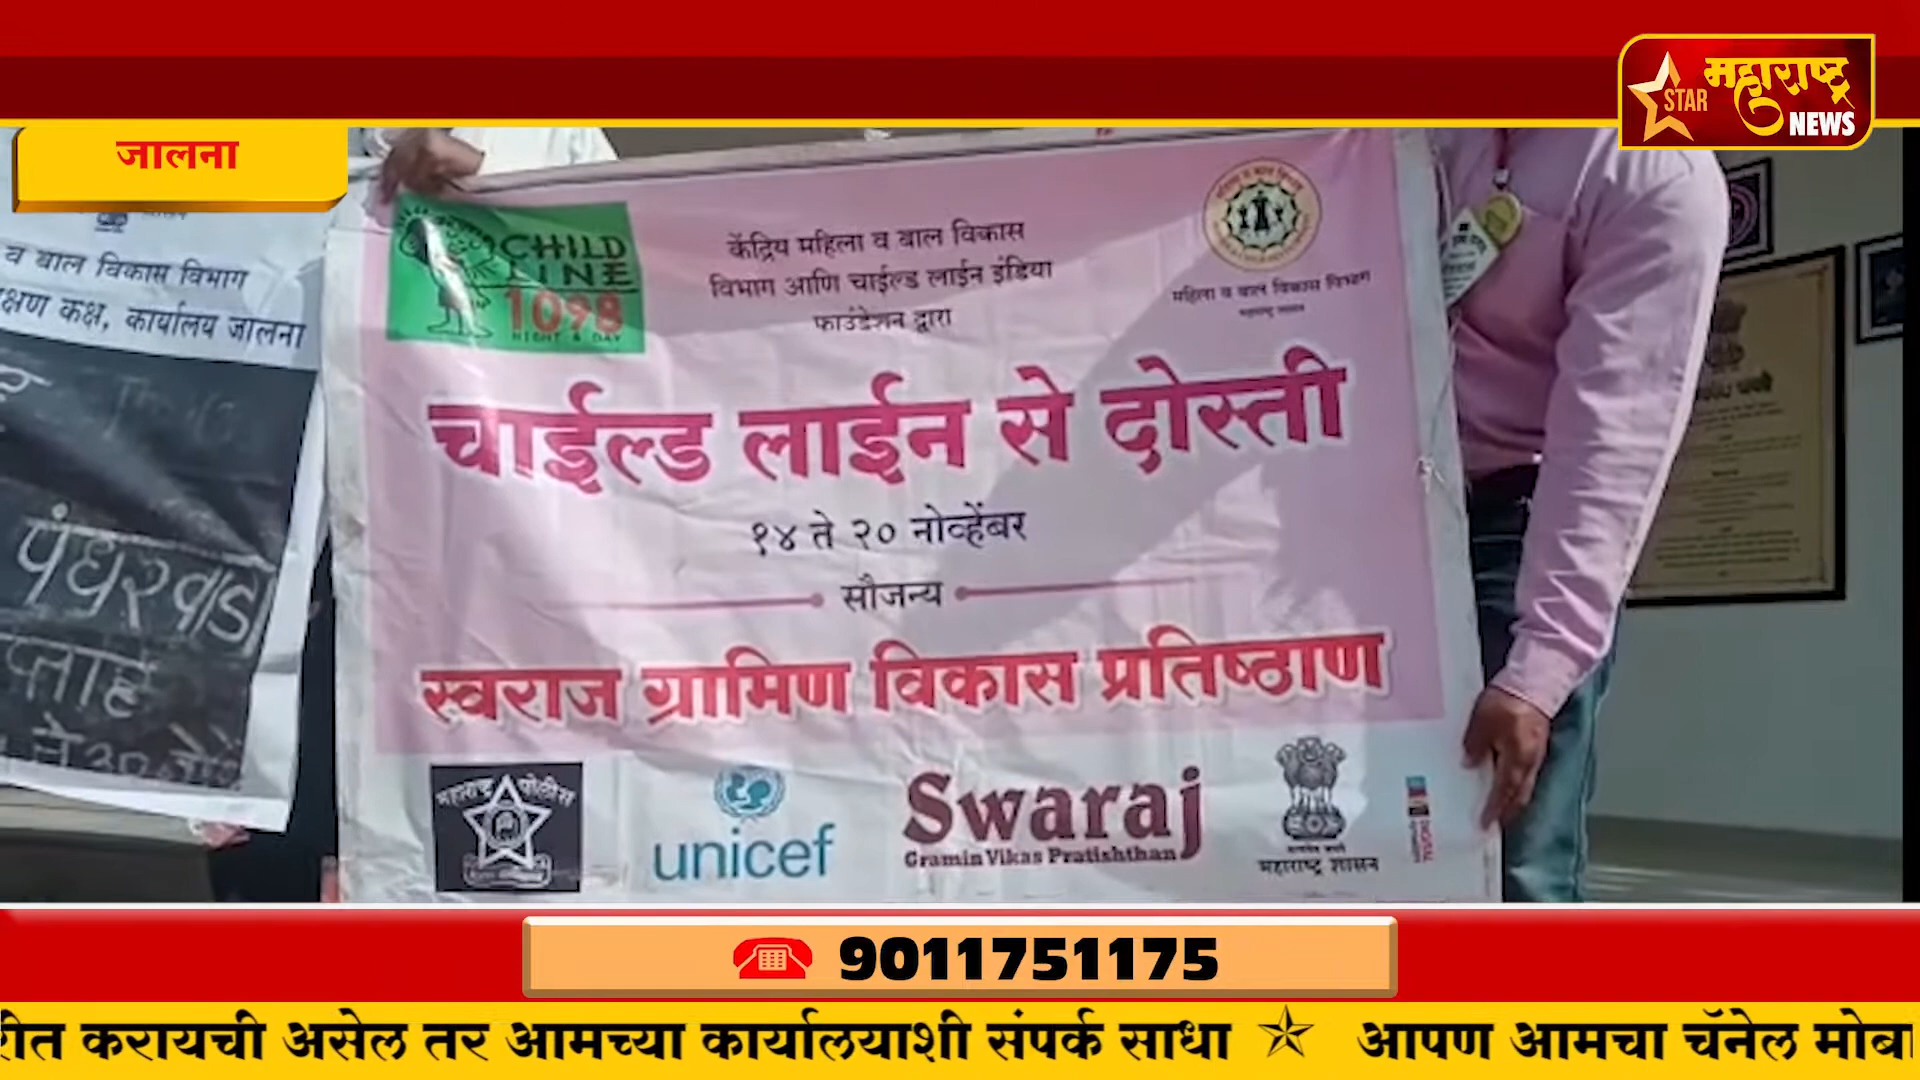 STAR महाराष्ट्र NEWS
जालना
व बाल विकास विभाग
कक्ष, कार्यालय जालना
पंधरवाडा
CHILD
LINE
1098
NIGHT & DAY
केंद्रिय महिला व बाल विकास
विभाग आणि चाईल्ड लाईन इंडिया
फाउंडेशन द्वारा
महिला व बाल विकास विभाग
महाराष्ट्र शासन
चाईल्ड लाईन से दोस्ती
१४ ते २० नोव्हेंबर
सौजन्य
स्वराज ग्रामिण विकास प्रतिष्ठाण
महाराष्ट्र पोलीस
unicef
Swaraj
Gramin Vikas Pratishthan
महाराष्ट्र शासन
9011751175
करायची असेल तर आमच्या कार्यालयाशी संपर्क साधा आपण आमचा चॅनेल